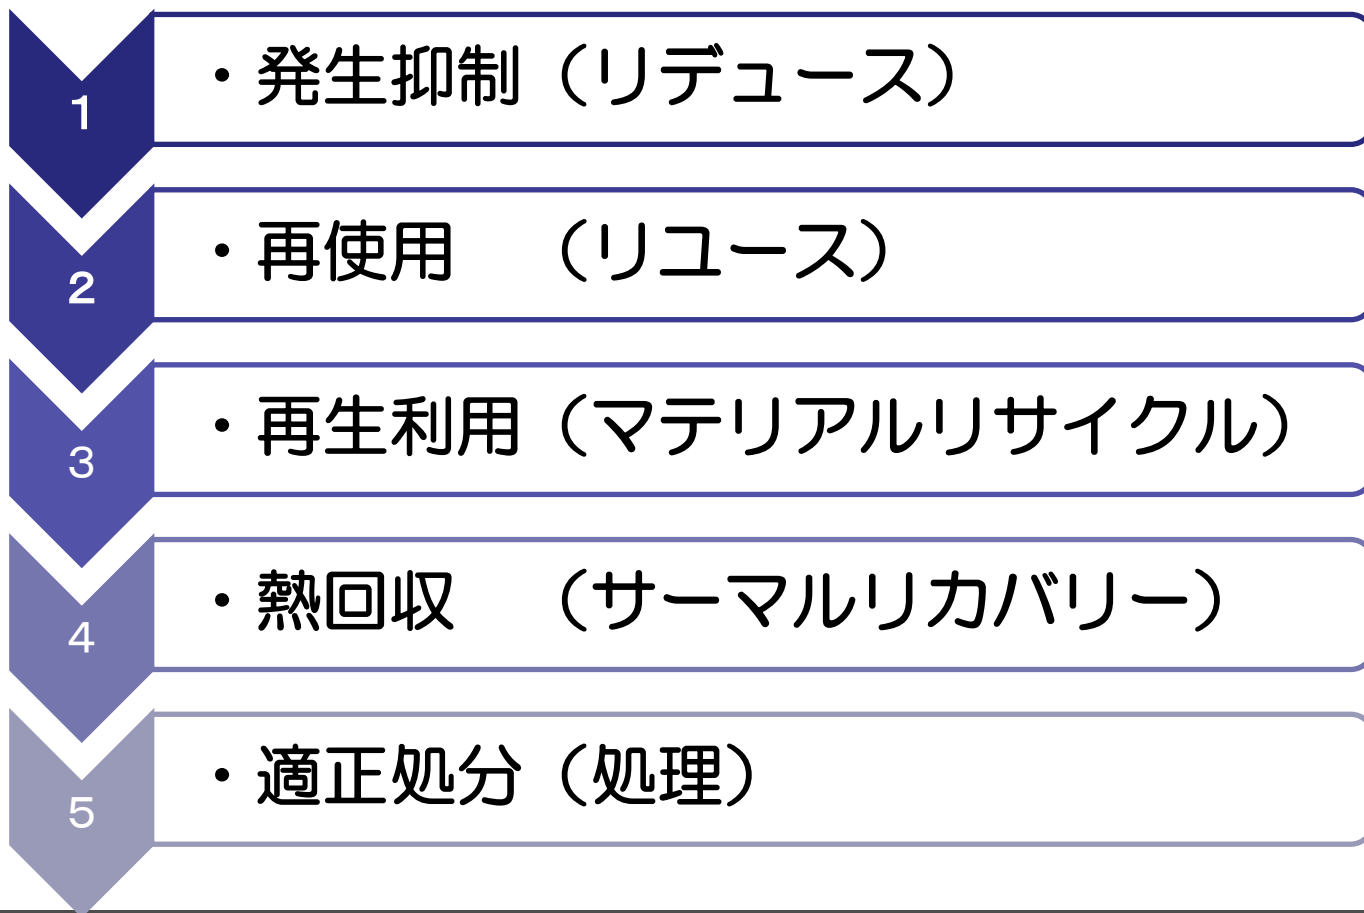 1
・発生抑制（リデュース）
2
・再使用　（リユース）
3
・再生利用（マテリアルリサイクル）
4
・熱回収　（サーマルリカバリー）
5
・適正処分（処理）